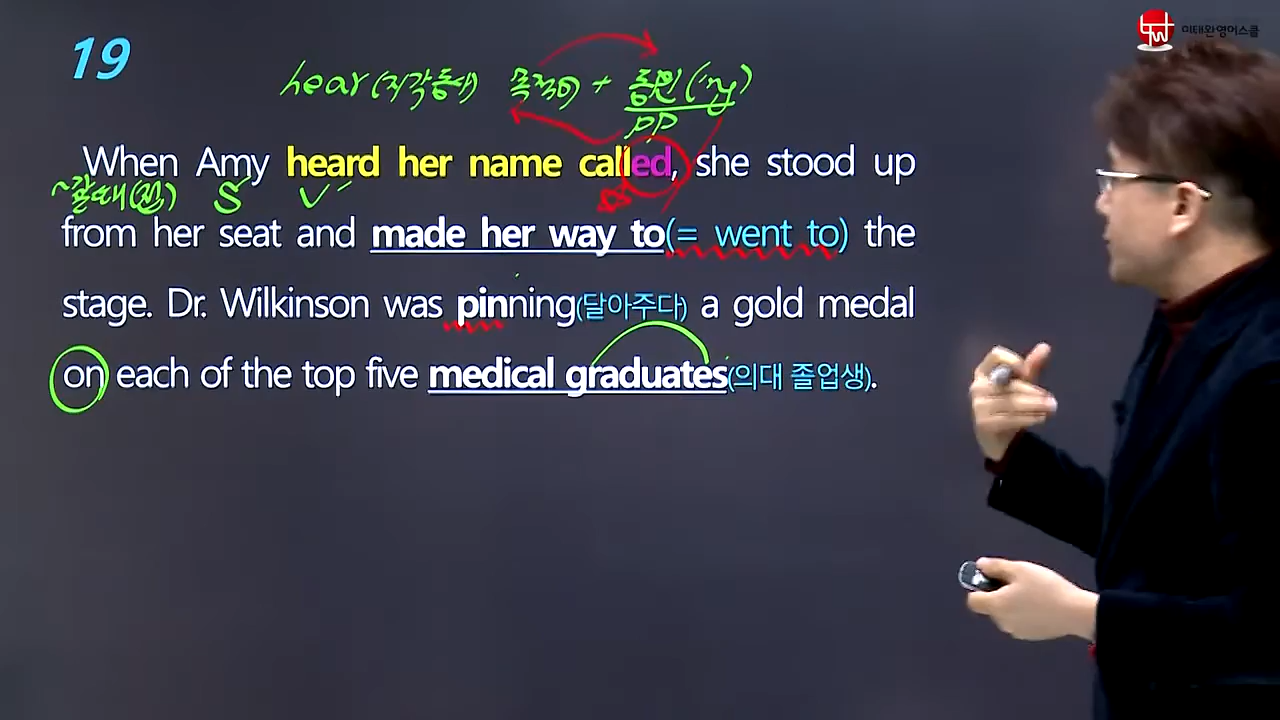 19
이태완영어스쿨
hear(지각동사) 목적어 + 동원(ing)
pp
When Amy heard her name called, she stood up
~할때(접) S V
from her seat and made her way to(= went to) the
stage. Dr. Wilkinson was pinning(달아주다) a gold medal
on each of the top five medical graduates(의대 졸업생).